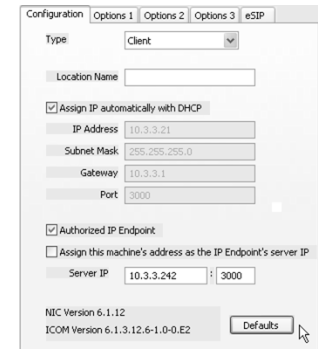 Configuration Options 1 Options 2 Options 3 eSIP
Type Client
Location Name
Assign IP automatically with DHCP
IP Address 10.3.3.21
Subnet Mask 255.255.255.0
Gateway 10.3.3.1
Port 3000
Authorized IP Endpoint
Assign this machine's address as the IP Endpoint's server IP
Server IP 10.3.3.242 : 3000
NIC Version 6.1.12
ICOM Version 6.1.3.12.6-1.0-0.E2
Defaults